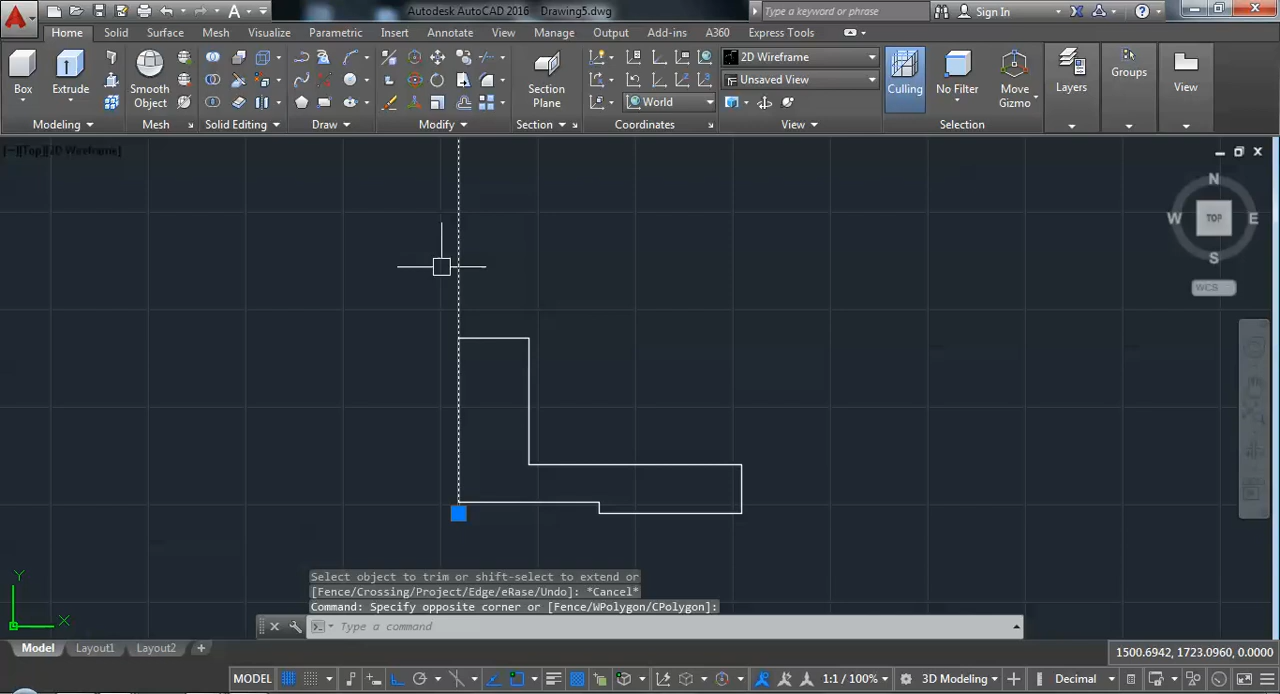 Autodesk AutoCAD 2016 Drawing5.dwg
Type a keyword or phrase
Sign In
Home Solid Surface Mesh Visualize Parametric Insert Annotate View Manage Output Add-ins A360 Express Tools
Box
Extrude
Smooth
Object
Section
Plane
World
2D Wireframe
Unsaved View
Culling
No Filter
Move
Gizmo
Layers
Groups
View
Modeling Mesh Solid Editing Draw Modify Section Coordinates View Selection
[−][Top][2D Wireframe]
N
W TOP E
S
WCS
Y
X
Select object to trim or shift-select to extend or
[Fence/Crossing/Project/Edge/eRase/Undo]: *Cancel*
Command: Specify opposite corner or [Fence/WPolygon/CPolygon]:
Type a command
Model Layout1 Layout2 +
1500.6942, 1723.0960, 0.0000
MODEL 1:1 / 100% 3D Modeling Decimal